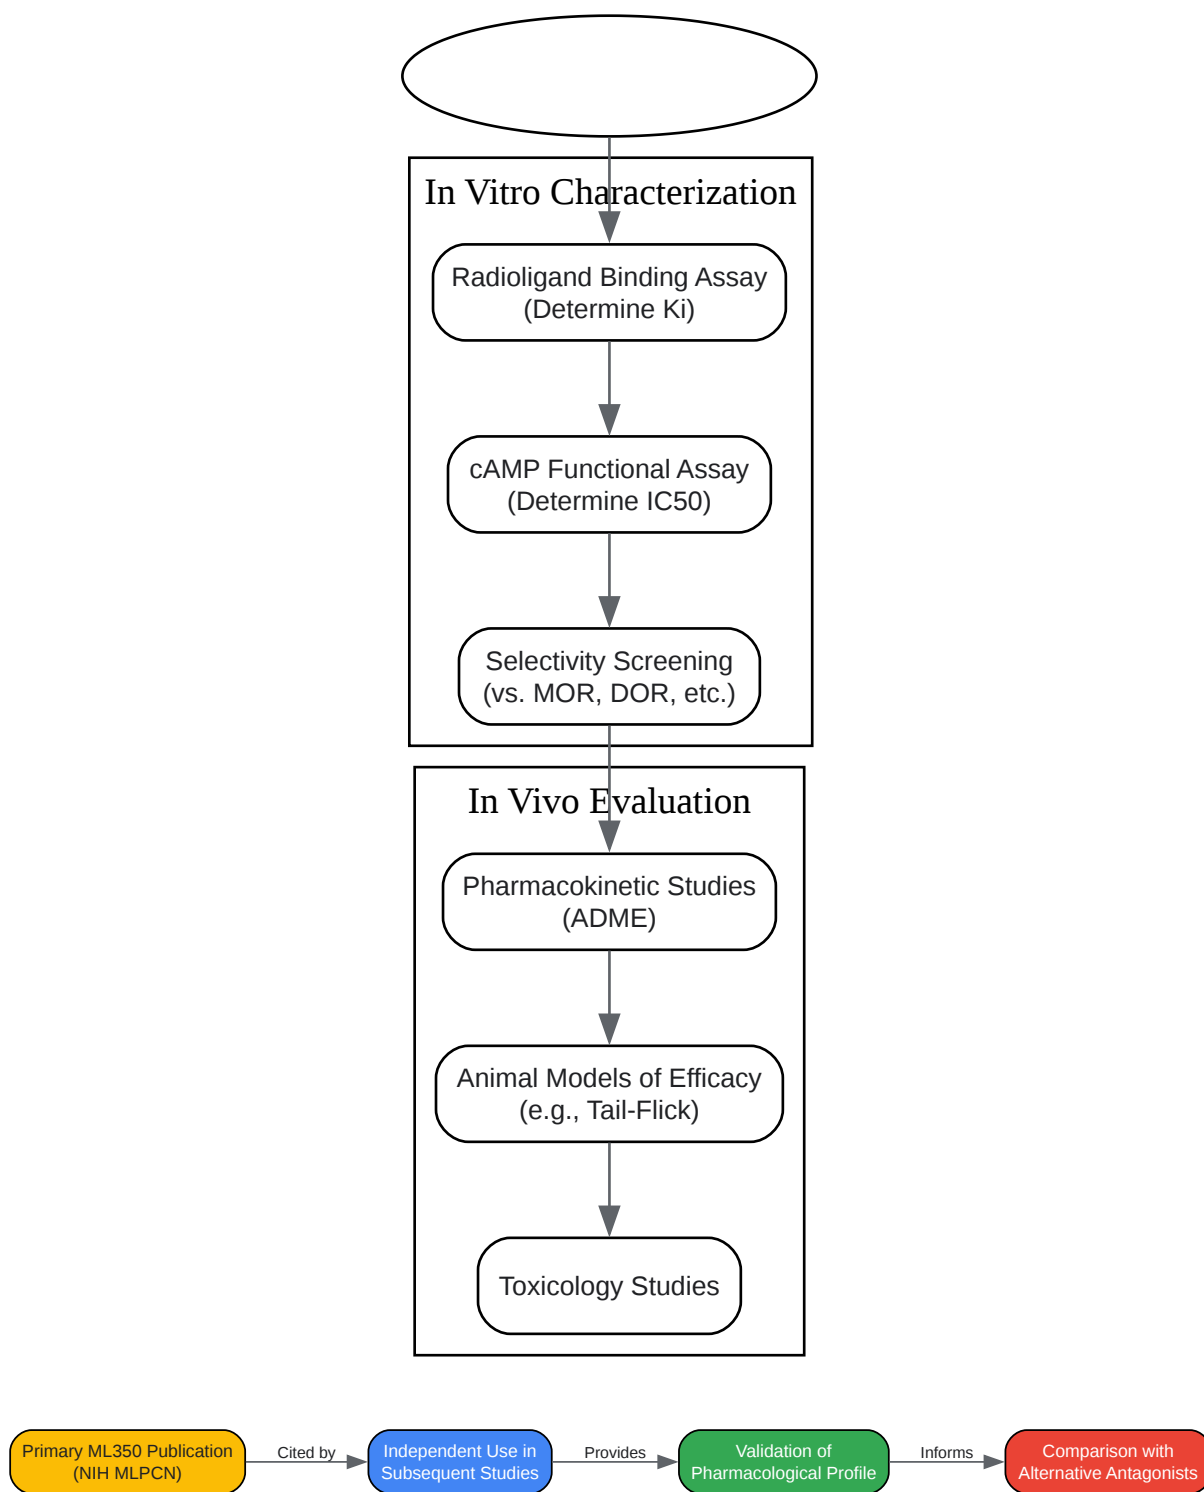 In Vitro Characterization
Radioligand Binding Assay
(Determine Ki)
cAMP Functional Assay
(Determine IC50)
Selectivity Screening
(vs. MOR, DOR, etc.)
In Vivo Evaluation
Pharmacokinetic Studies
(ADME)
Animal Models of Efficacy
(e.g., Tail-Flick)
Toxicology Studies
Primary ML350 Publication
(NIH MLPCN)
Cited by
Independent Use in
Subsequent Studies
Provides
Validation of
Pharmacological Profile
Informs
Comparison with
Alternative Antagonists